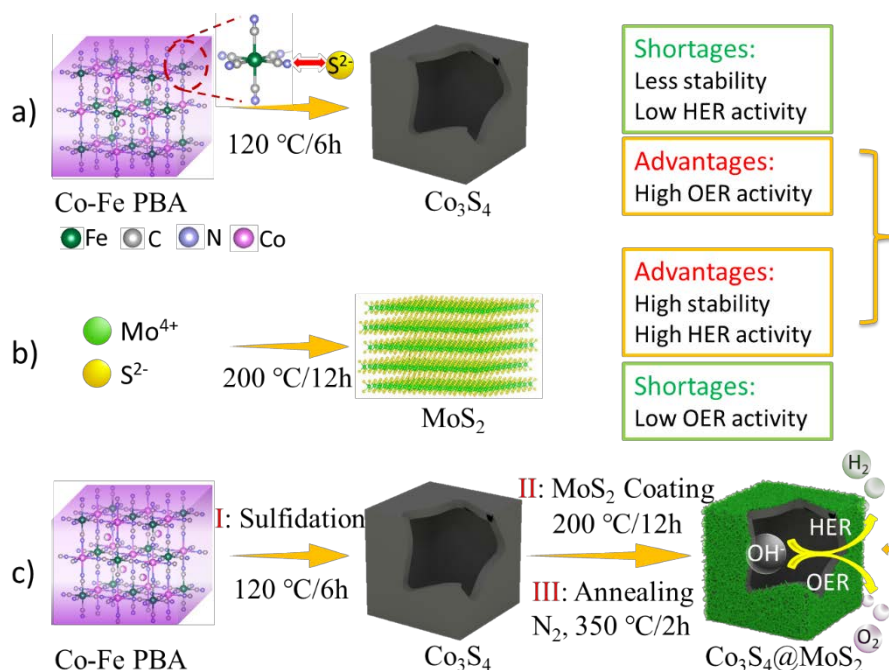 a)
S²⁻
120 °C/6h
Co-Fe PBA
Co₃S₄
Fe C N Co
Shortages:
Less stability
Low HER activity
Advantages:
High OER activity
b)
Mo⁴⁺
S²⁻
200 °C/12h
MoS₂
Advantages:
High stability
High HER activity
Shortages:
Low OER activity
c)
Co-Fe PBA
I: Sulfidation
120 °C/6h
Co₃S₄
II: MoS₂ Coating
200 °C/12h
III: Annealing
N₂, 350 °C/2h
H₂
HER
OH⁻
OER
O₂
Co₃S₄@MoS₂